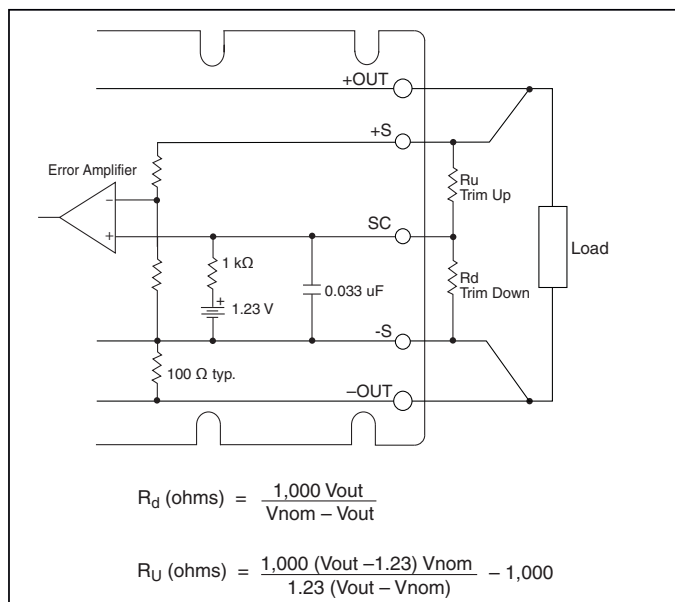 +OUT
+S
Error Amplifier
–
+
Ru
Trim Up
SC
Load
1 kΩ
+
1.23 V
0.033 uF
Rd
Trim Down
-S
100 Ω typ.
–OUT
Rd (ohms) = 1,000 Vout
Vnom – Vout
RU (ohms) = 1,000 (Vout –1.23) Vnom – 1,000
1.23 (Vout – Vnom)